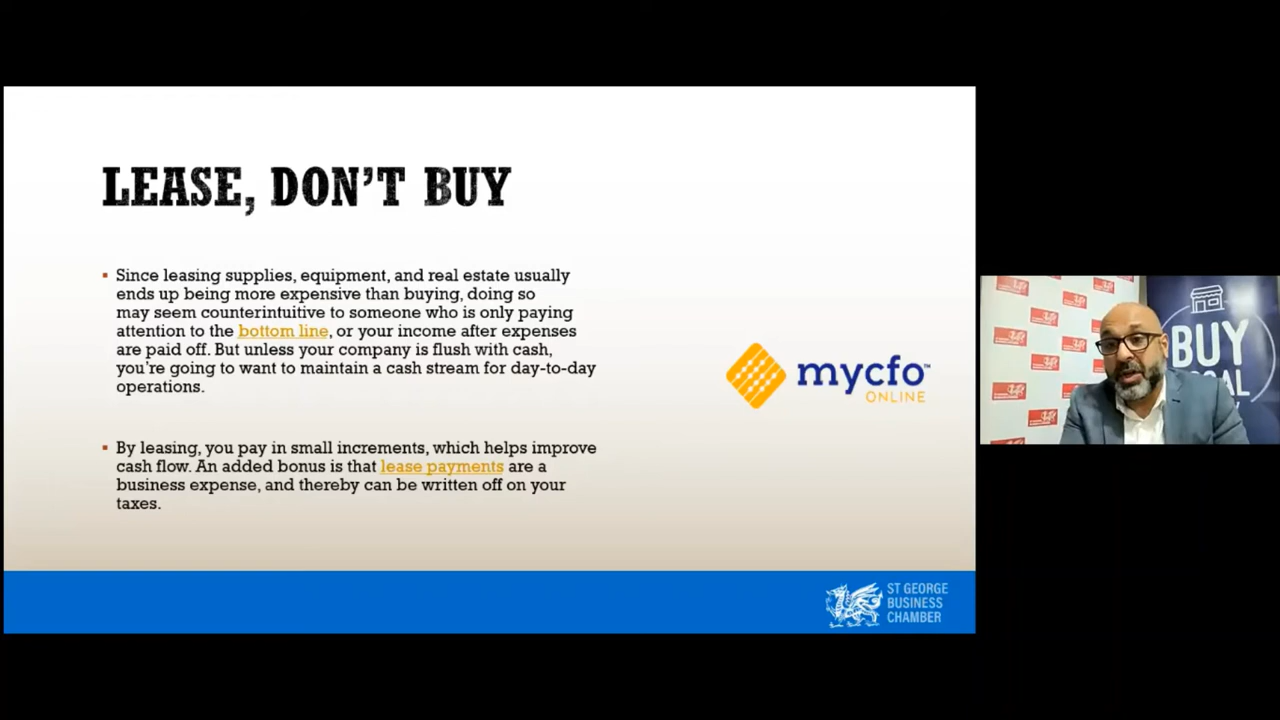 LEASE, DON'T BUY
Since leasing supplies, equipment, and real estate usually
ends up being more expensive than buying, doing so
may seem counterintuitive to someone who is only paying
attention to the bottom line, or your income after expenses
are paid off. But unless your company is flush with cash,
you're going to want to maintain a cash stream for day-to-day
operations.
By leasing, you pay in small increments, which helps improve
cash flow. An added bonus is that lease payments are a
business expense, and thereby can be written off on your
taxes.
mycfo™
ONLINE
BUY
ST GEORGE
BUSINESS
CHAMBER